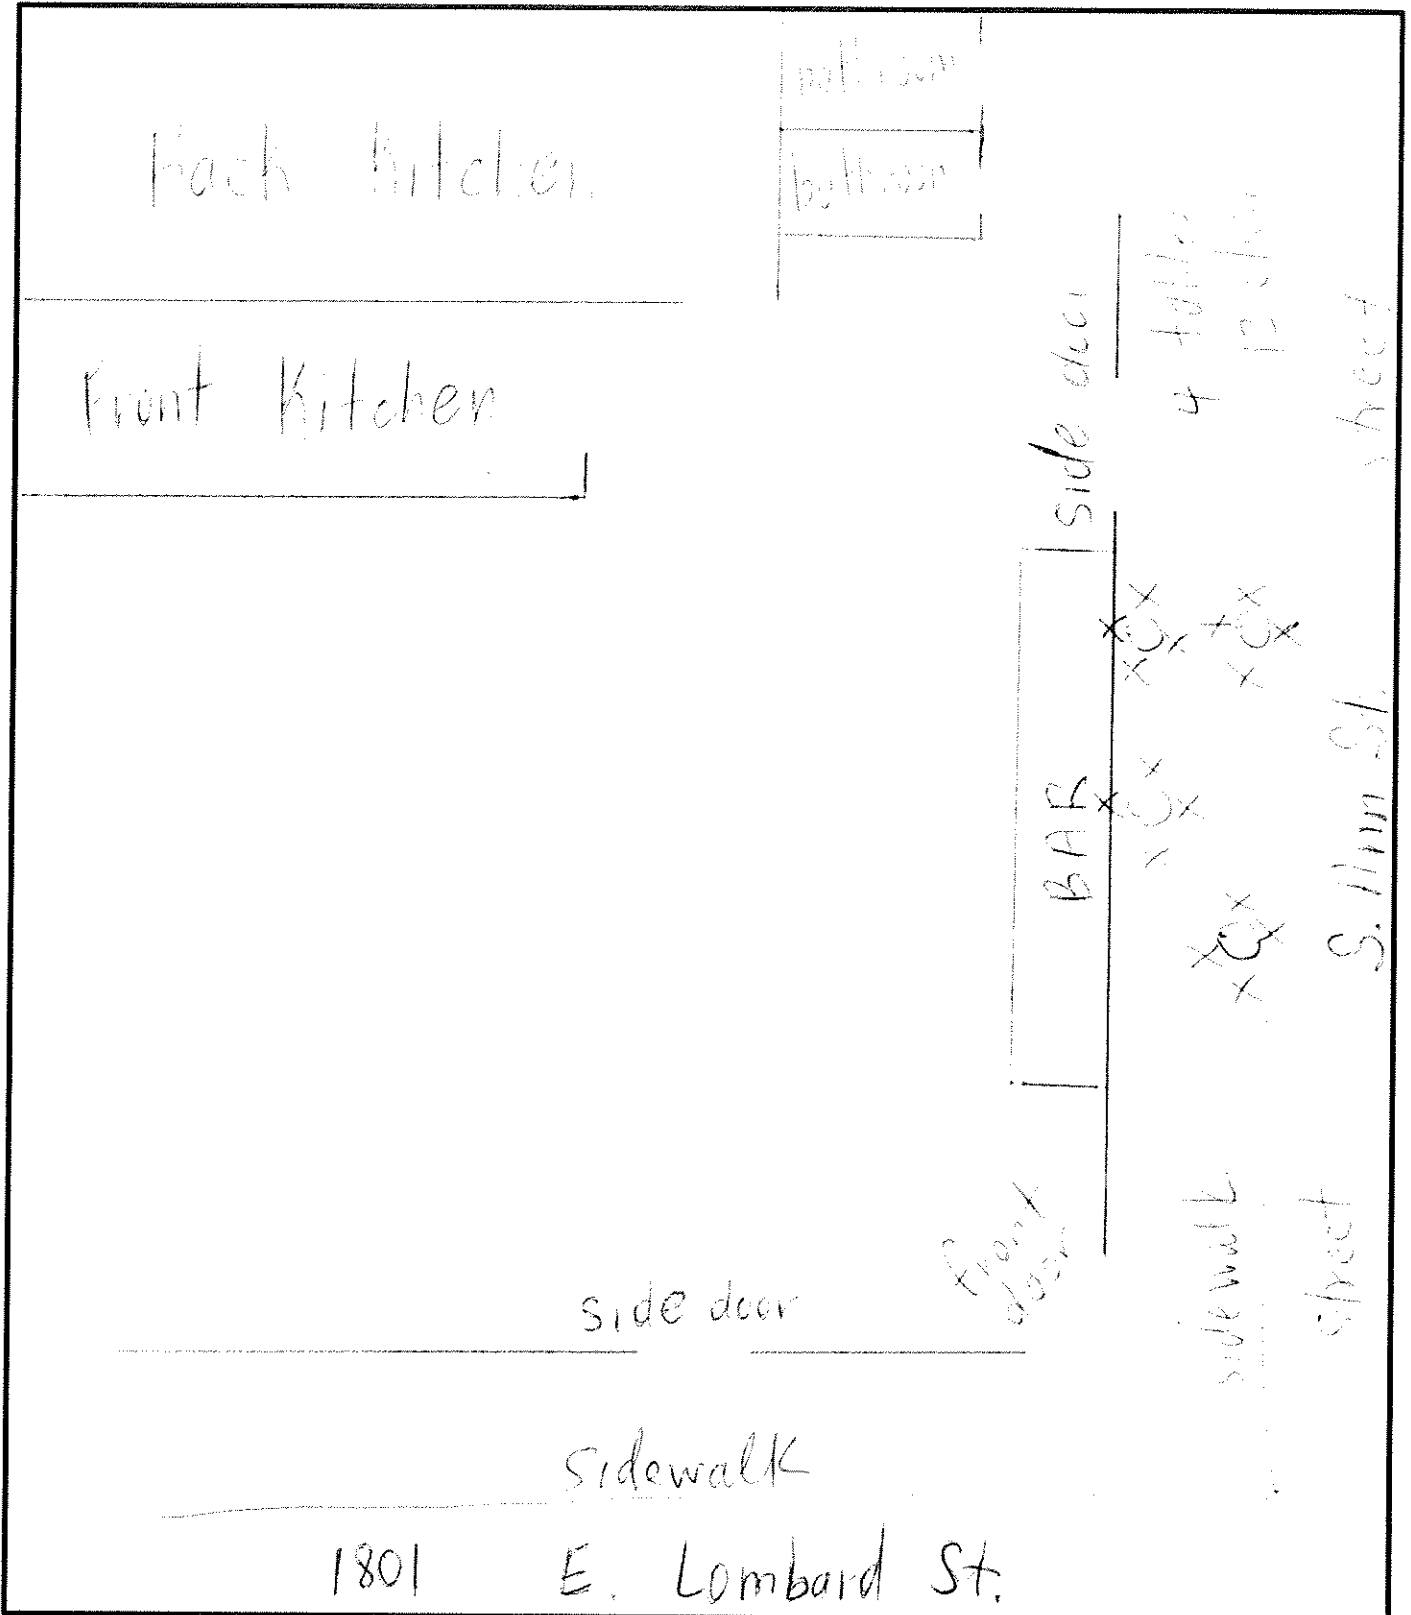 bathroom
Back Kitchen
bathroom
Front Kitchen
side door
4 tables
street
BAR
S. Ann St.
front
door
sidewalk
street
side door
sidewalk
1801 E. Lombard St.